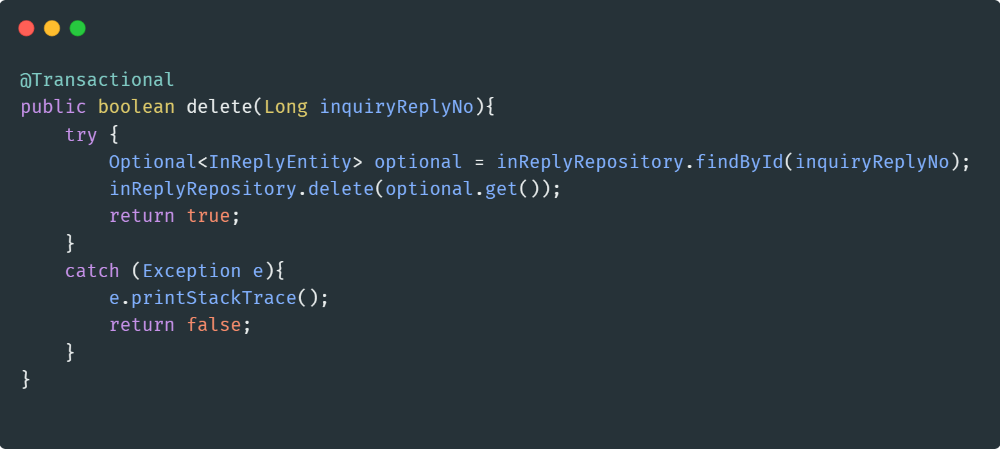 @Transactional
public boolean delete(Long inquiryReplyNo){
    try {
        Optional<InReplyEntity> optional = inReplyRepository.findById(inquiryReplyNo);
        inReplyRepository.delete(optional.get());
        return true;
    }
    catch (Exception e){
        e.printStackTrace();
        return false;
    }
}